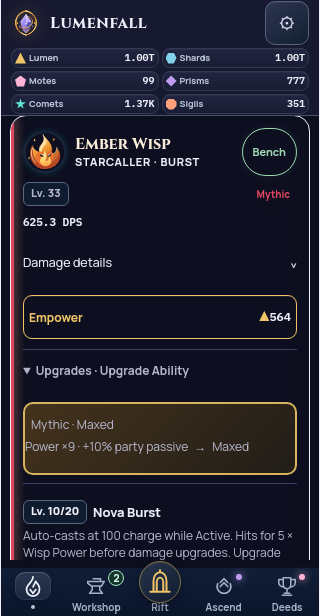 LUMENFALL
Lumen 1.00T
Shards 1.00T
Motes 99
Prisms 777
Comets 1.37K
Sigils 351
EMBER WISP
STARCALLER · BURST
Bench
Lv. 33
Mythic
625.3 DPS
Damage details
Empower 564
Upgrades · Upgrade Ability
Mythic · Maxed
Power ×9 · +10% party passive → Maxed
Lv. 10/20 Nova Burst
Auto-casts at 100 charge while Active. Hits for 5 ×
Wisp Power before damage upgrades. Upgrade
2
Workshop
Rift
Ascend
Deeds